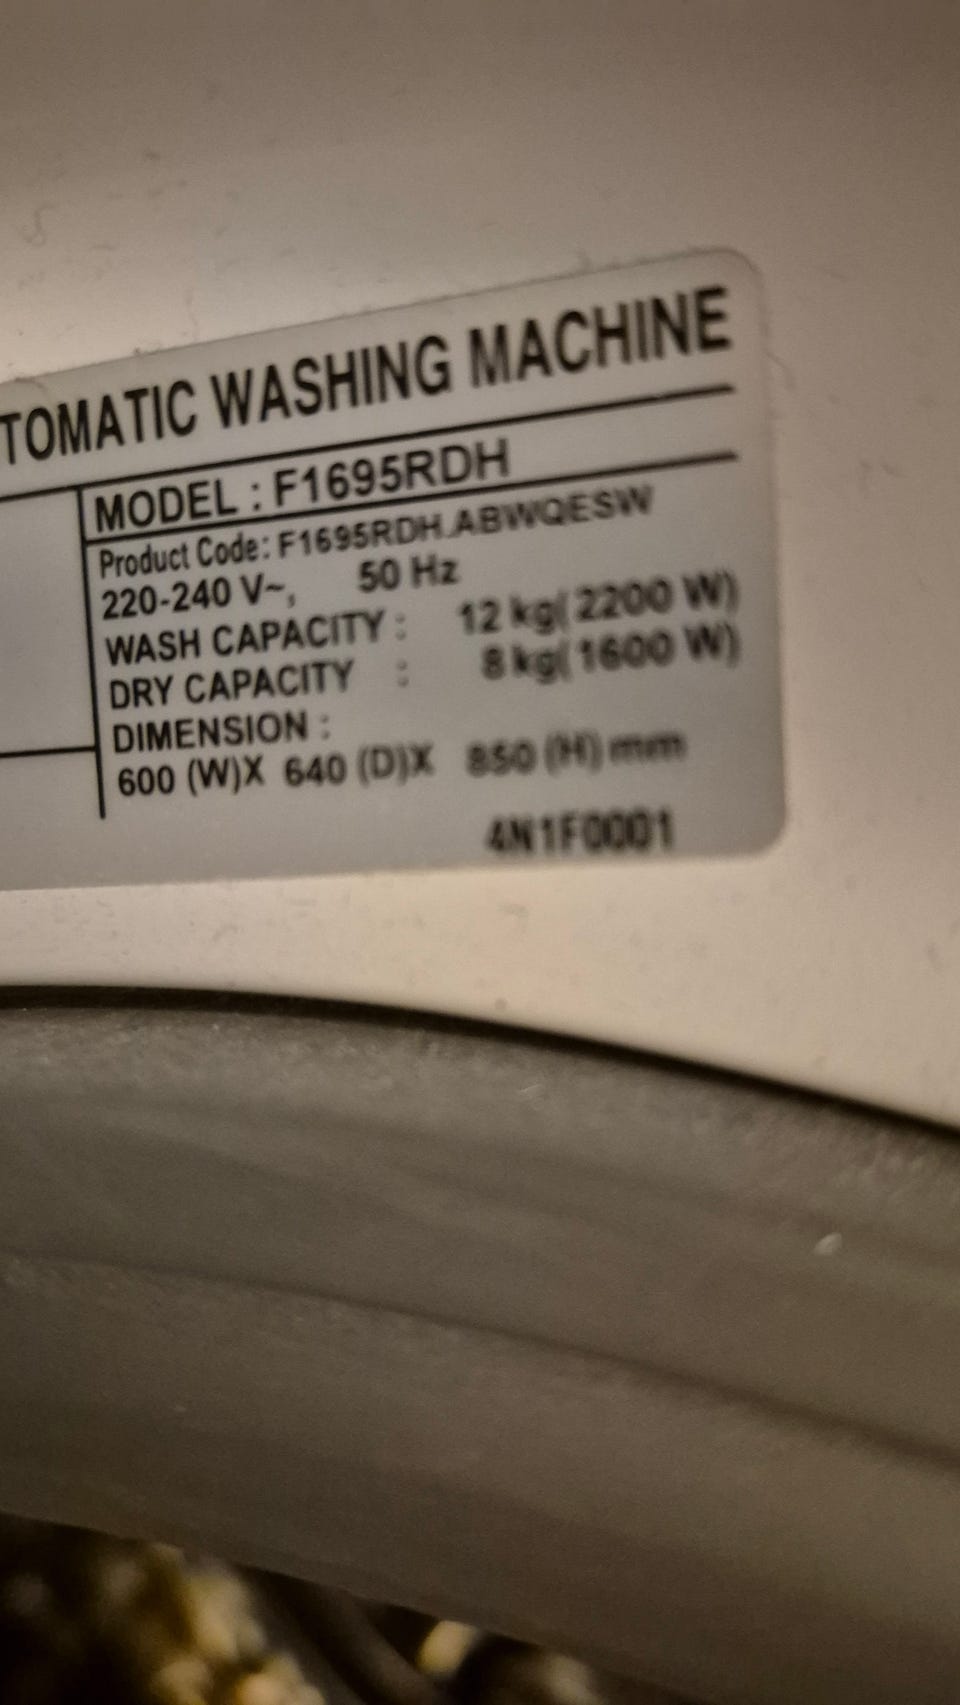 TOMATIC WASHING MACHINE
MODEL : F1695RDH
Product Code: F1695RDH.ABWQESW
220-240 V~, 50 Hz
WASH CAPACITY : 12 kg(2200 W)
DRY CAPACITY : 8 kg(1600 W)
DIMENSION :
600 (W)X 640 (D)X 850 (H) mm
4N1F0001